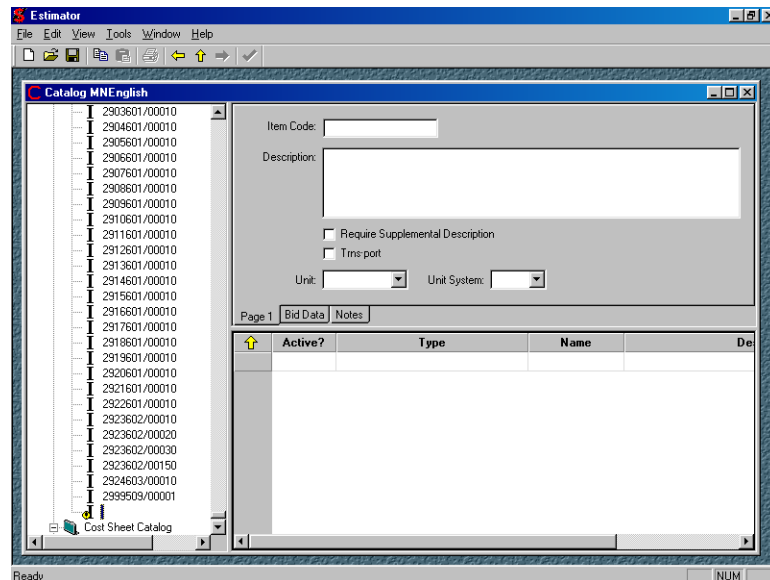 Estimator
File Edit View Tools Window Help
Catalog MNEnglish
2903601/00010
2904601/00010
2905601/00010
2906601/00010
2907601/00010
2908601/00010
2909601/00010
2910601/00010
2911601/00010
2912601/00010
2913601/00010
2914601/00010
2915601/00010
2916601/00010
2917601/00010
2918601/00010
2919601/00010
2920601/00010
2921601/00010
2922601/00010
2923602/00010
2923602/00020
2923602/00030
2923602/00150
2924603/00010
2999509/00001
Cost Sheet Catalog
Item Code:
Description:
Require Supplemental Description
Trns·port
Unit: Unit System:
Page 1 Bid Data Notes
Active? Type Name Des
Ready NUM